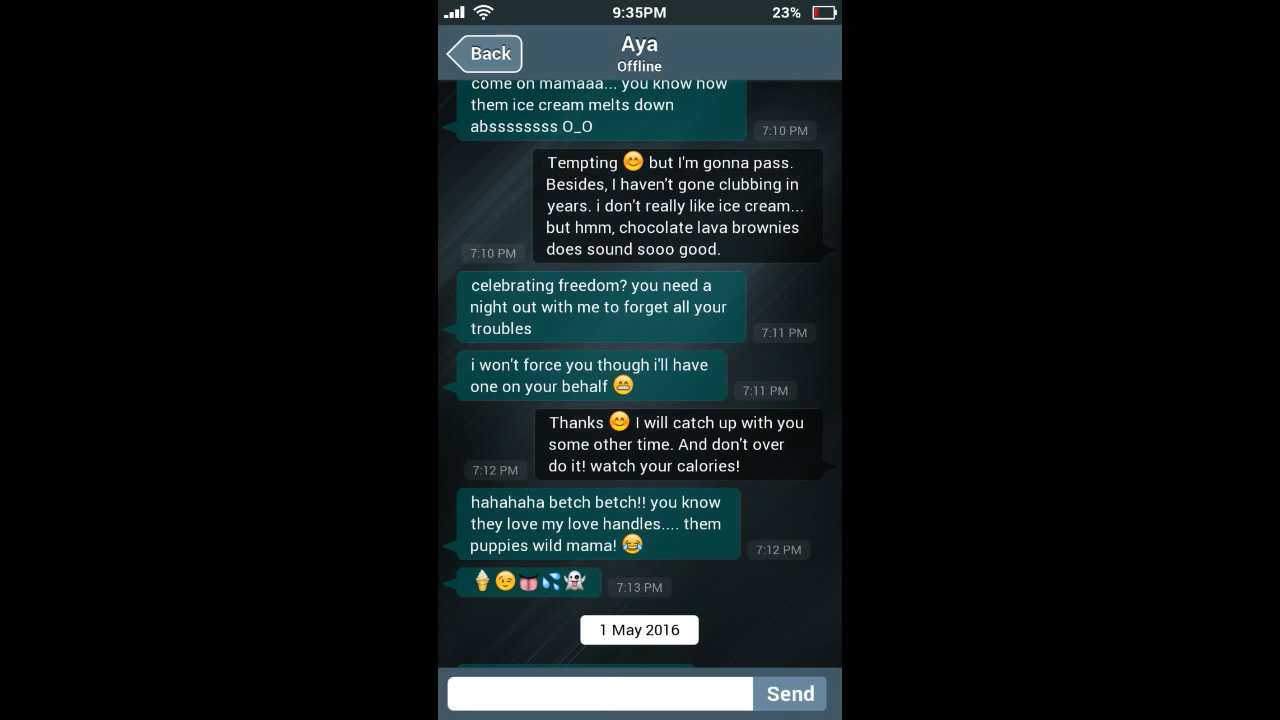 9:35PM
23%
Back
Aya
Offline
come on mamaaa... you know how
them ice cream melts down
abssssssss O_O
7:10 PM
Tempting 😊 but I'm gonna pass.
Besides, I haven't gone clubbing in
years. i don't really like ice cream...
but hmm, chocolate lava brownies
does sound sooo good.
7:10 PM
celebrating freedom? you need a
night out with me to forget all your
troubles
7:11 PM
i won't force you though i'll have
one on your behalf 😁
7:11 PM
Thanks 😊 I will catch up with you
some other time. And don't over
do it! watch your calories!
7:12 PM
hahahaha betch betch!! you know
they love my love handles.... them
puppies wild mama! 😂
7:12 PM
🍦😉👅💦👻
7:13 PM
1 May 2016
Send